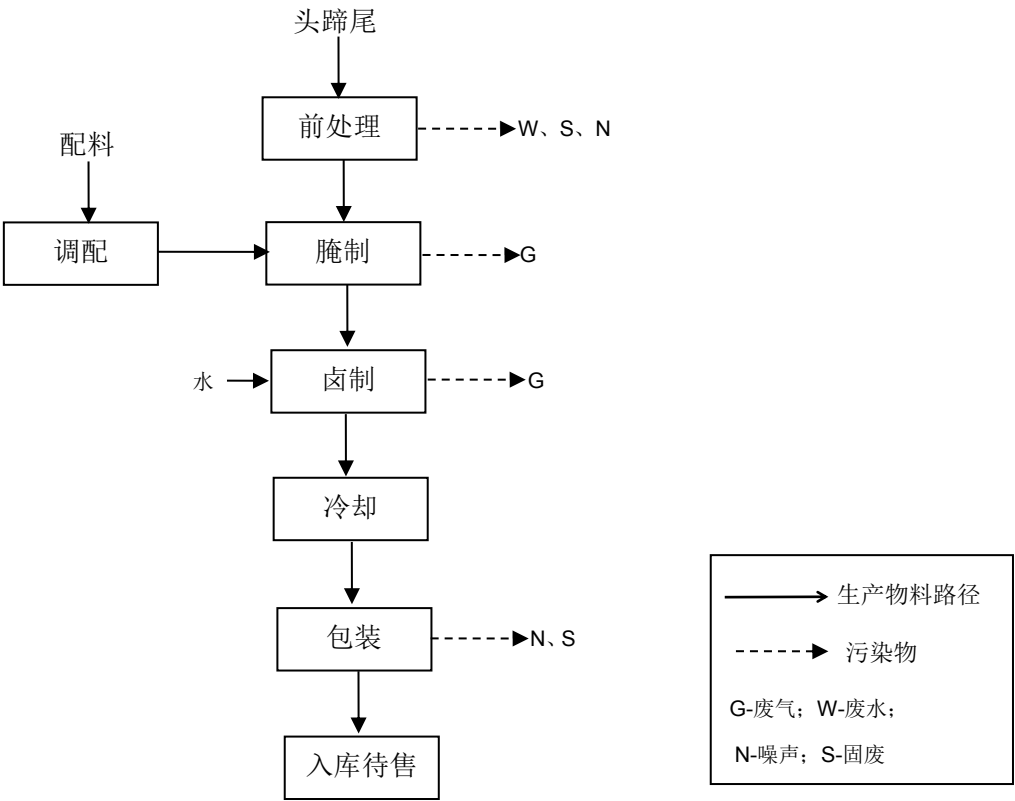 头蹄尾
前处理
W、S、N
配料
调配
腌制
G
水
卤制
G
冷却
包装
N、S
入库待售
生产物料路径
污染物
G-废气；W-废水；
N-噪声；S-固废